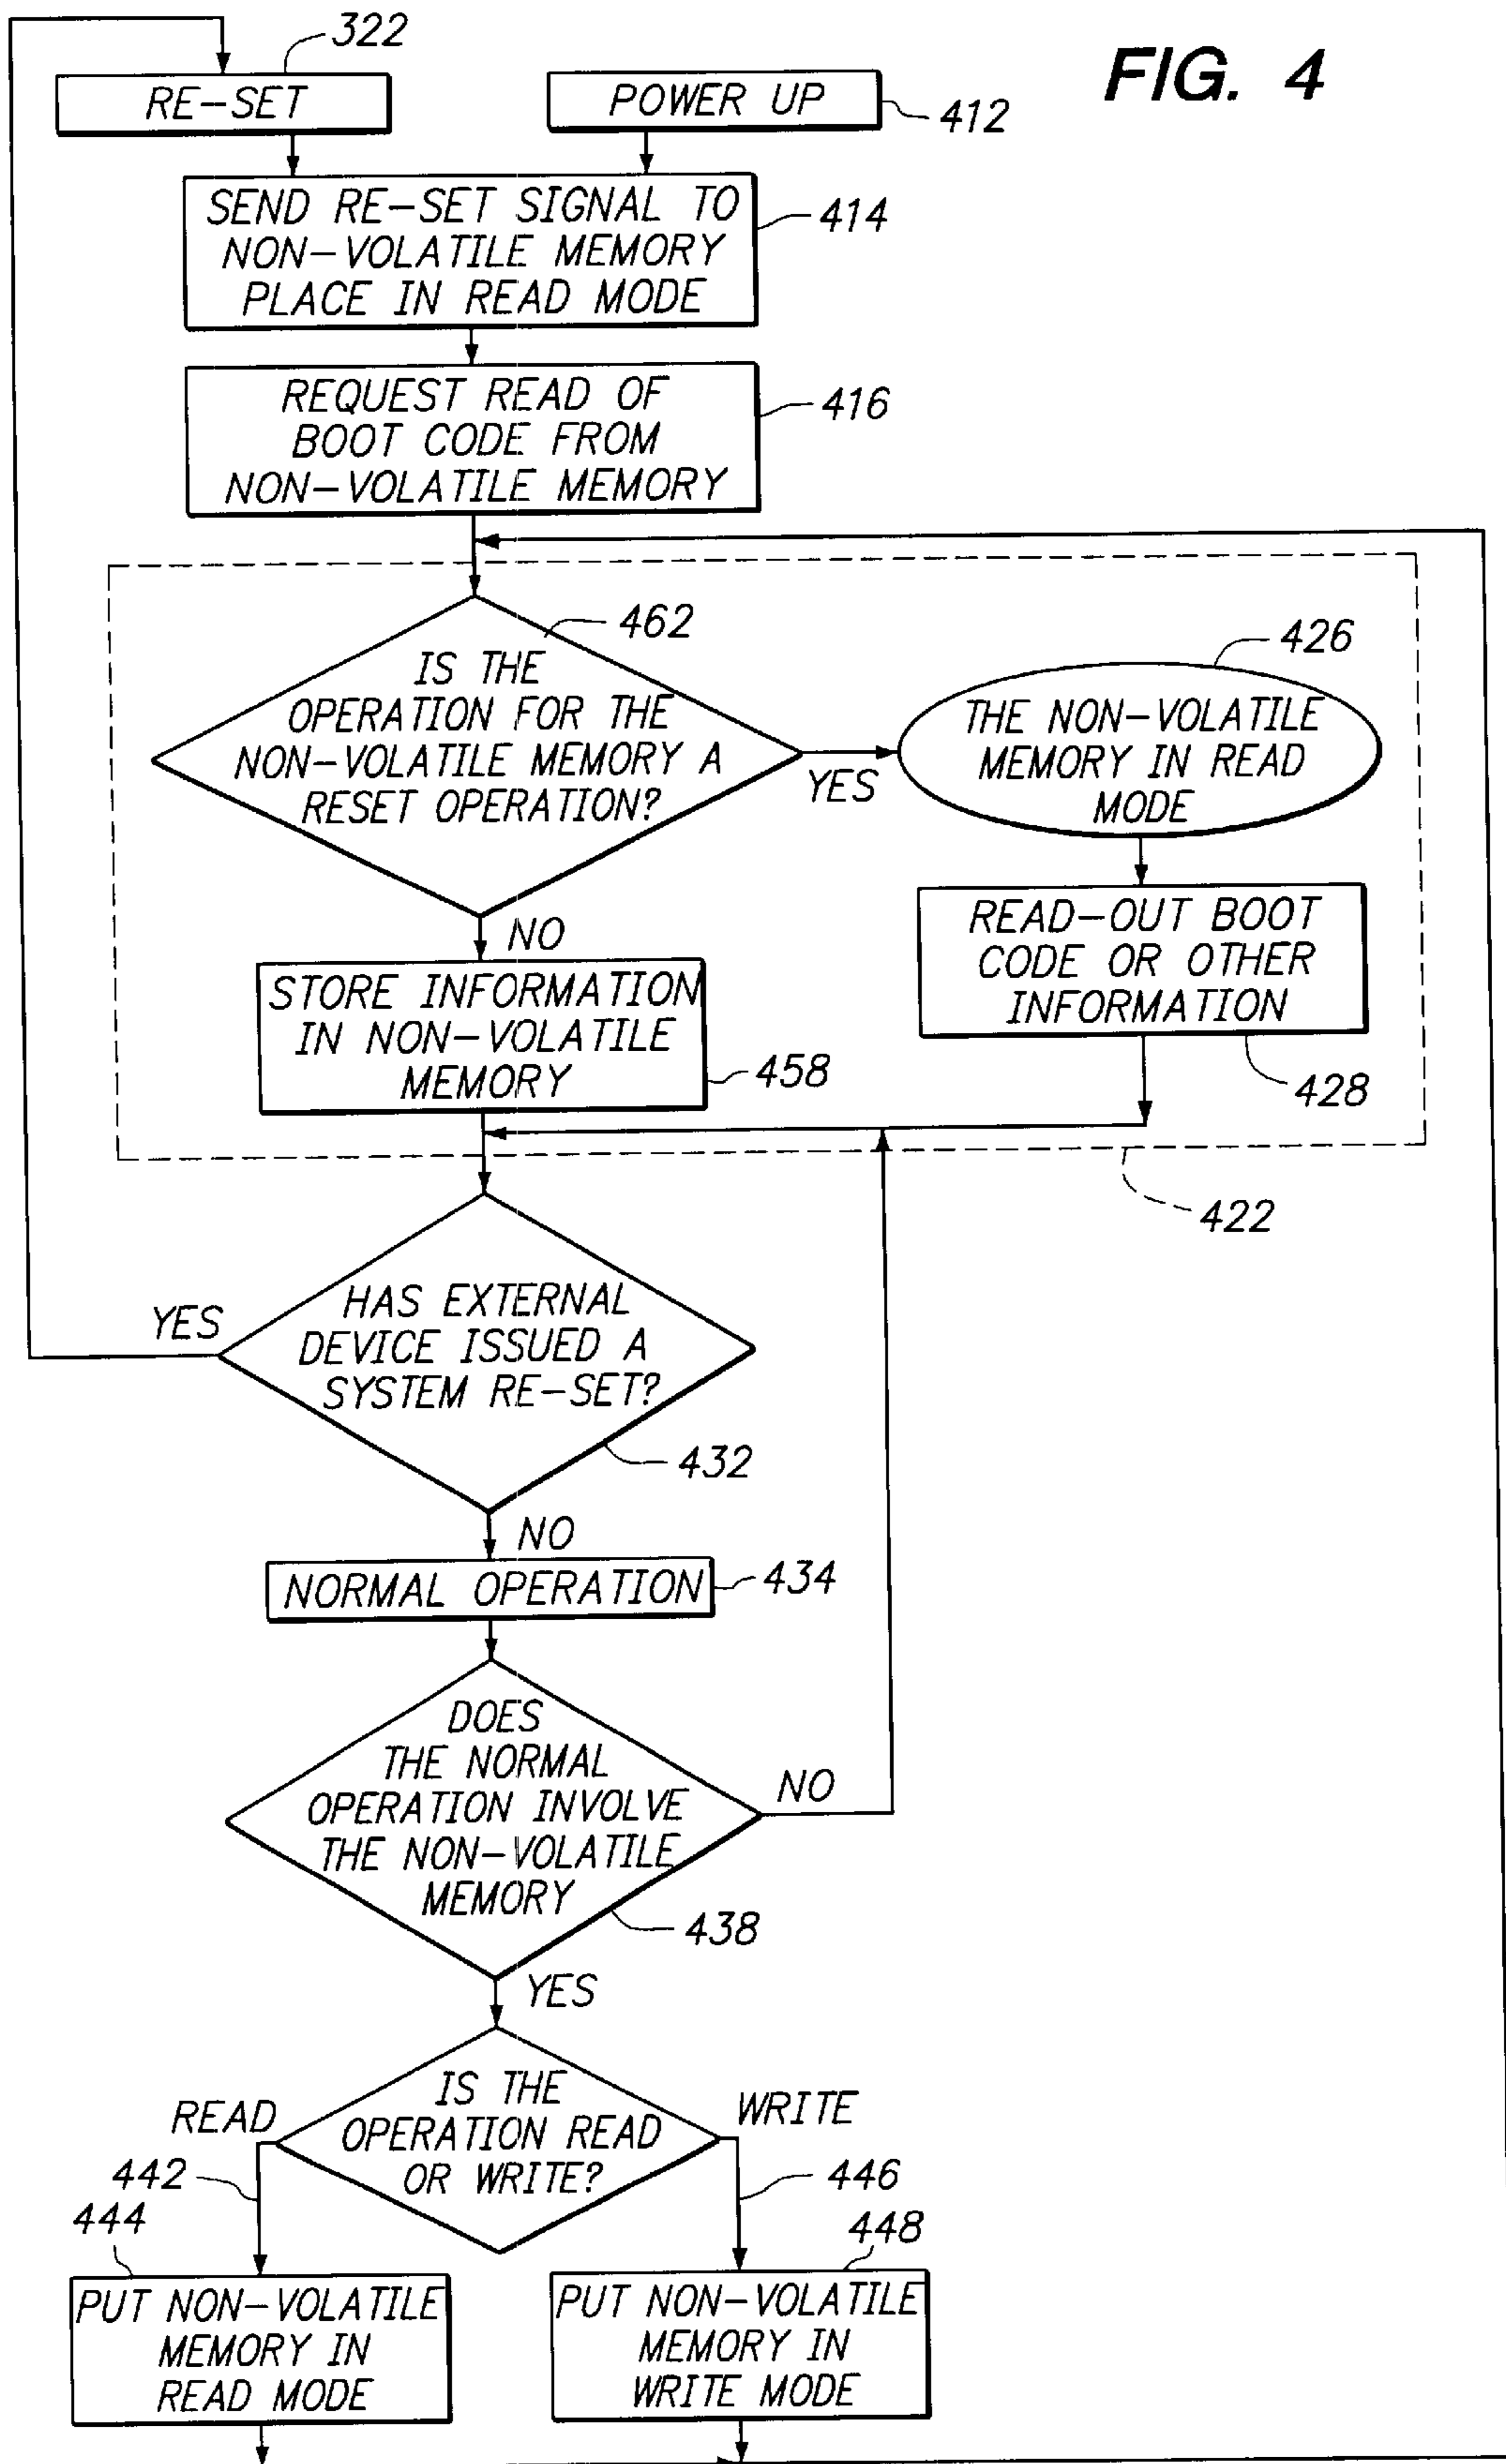 FIG. 4
322
RE-SET
POWER UP
412
SEND RE-SET SIGNAL TO
NON-VOLATILE MEMORY
PLACE IN READ MODE
414
REQUEST READ OF
BOOT CODE FROM
NON-VOLATILE MEMORY
416
462
IS THE
OPERATION FOR THE
NON-VOLATILE MEMORY A
RESET OPERATION?
YES
426
THE NON-VOLATILE
MEMORY IN READ
MODE
NO
READ-OUT BOOT
CODE OR OTHER
INFORMATION
428
STORE INFORMATION
IN NON-VOLATILE
MEMORY
458
422
HAS EXTERNAL
DEVICE ISSUED A
SYSTEM RE-SET?
YES
432
NO
NORMAL OPERATION
434
DOES
THE NORMAL
OPERATION INVOLVE
THE NON-VOLATILE
MEMORY
NO
438
YES
IS THE
OPERATION READ
OR WRITE?
READ
WRITE
442
446
444
448
PUT NON-VOLATILE
MEMORY IN
READ MODE
PUT NON-VOLATILE
MEMORY IN
WRITE MODE